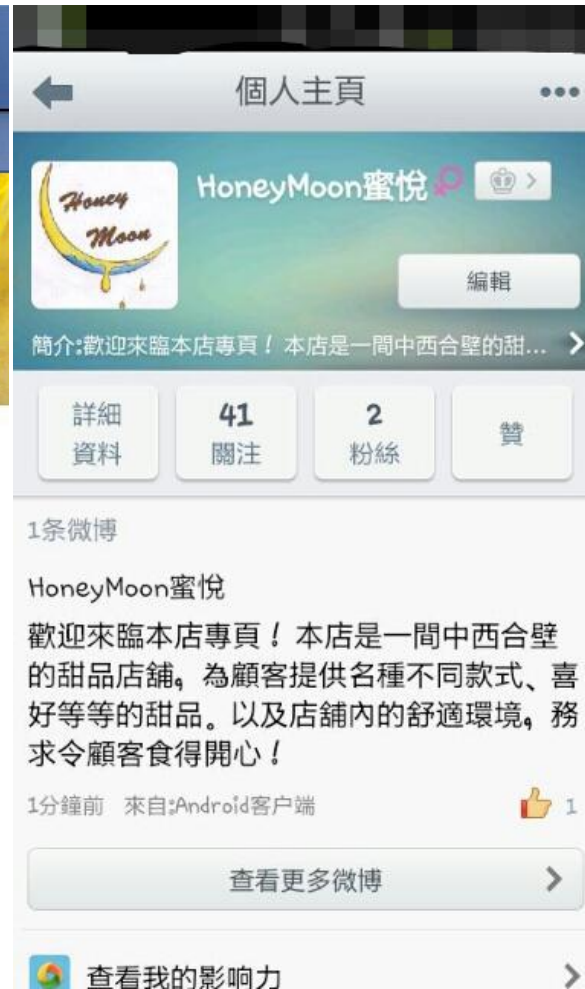 個人主頁
Honey
Moon
HoneyMoon蜜悅
編輯
簡介:歡迎來臨本店專頁！本店是一間中西合壁的甜...
詳細
資料
41
關注
2
粉絲
贊
1条微博
HoneyMoon蜜悅
歡迎來臨本店專頁！本店是一間中西合壁
的甜品店舖。為顧客提供名種不同款式、喜
好等等的甜品。以及店舖內的舒適環境。務
求令顧客食得開心！
1分鐘前 來自:Android客户端
1
查看更多微博
查看我的影响力